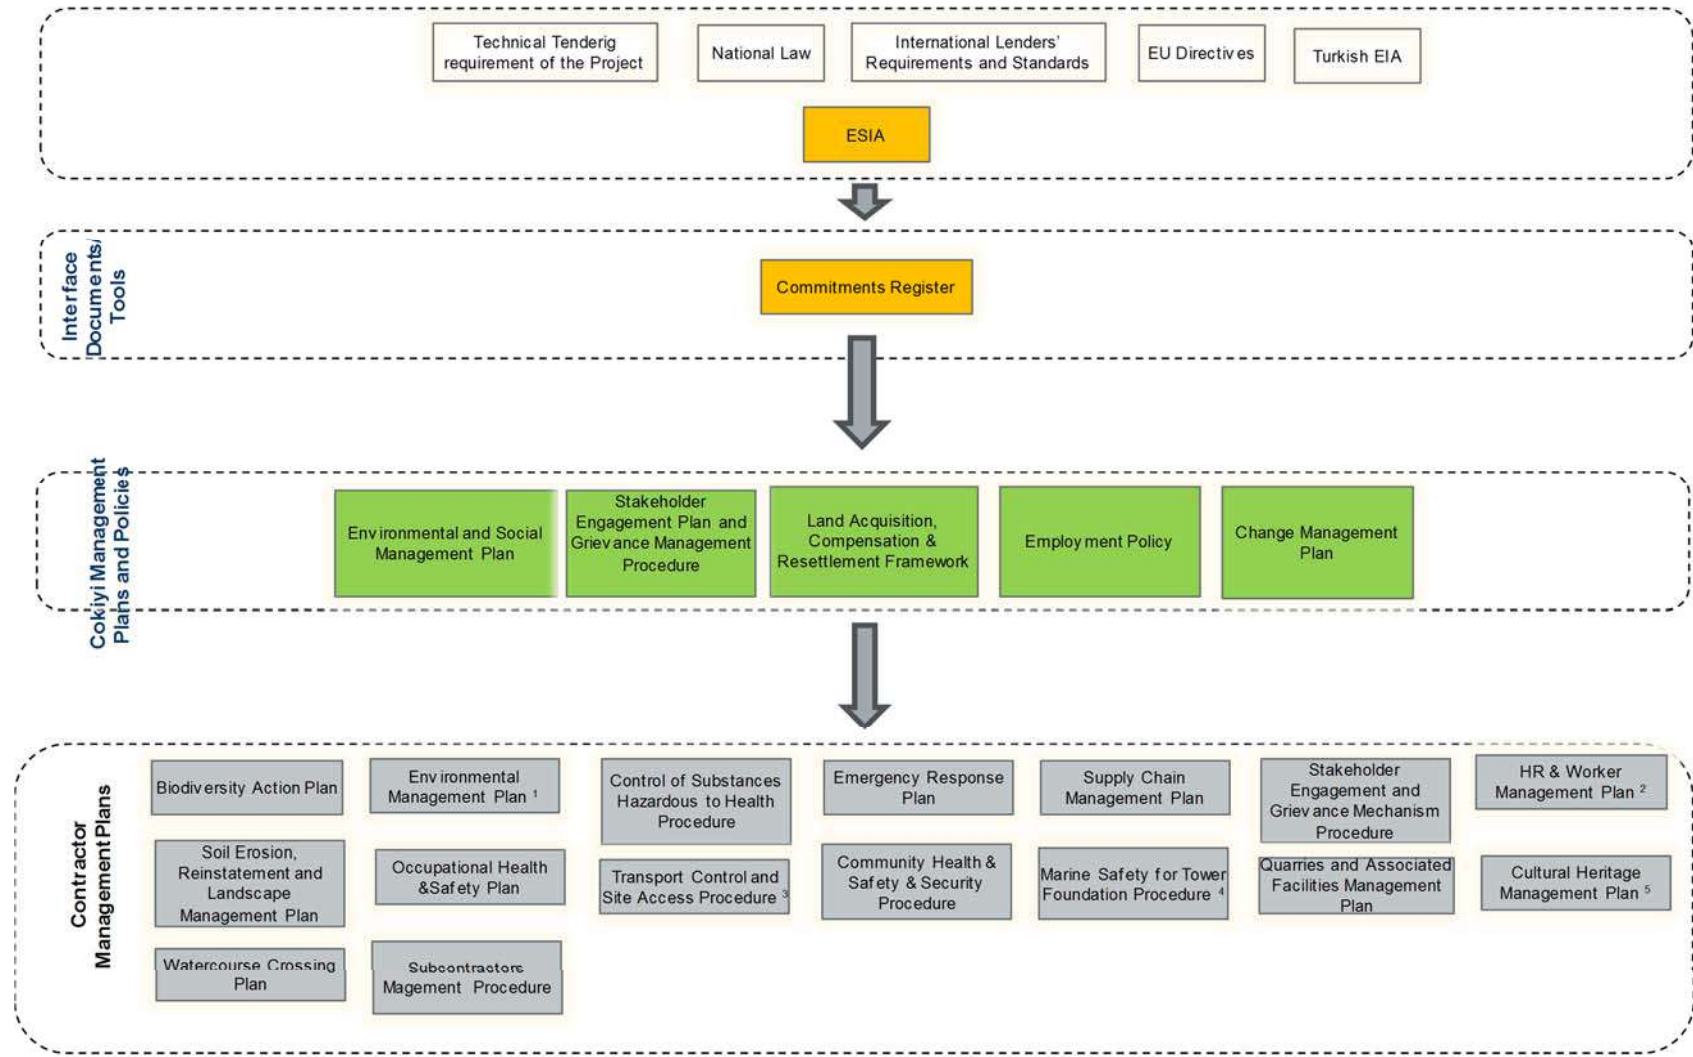 Technical Tenderig
requirement of the Project
National Law
International Lenders'
Requirements and Standards
EU Directives
Turkish EIA
ESIA
Interface
Documents/
Tools
Commitments Register
Cokiyi Management
Plans and Policies
Environmental and Social
Management Plan
Stakeholder
Engagement Plan and
Grievance Management
Procedure
Land Acquisition,
Compensation &
Resettlement Framework
Employment Policy
Change Management
Plan
Contractor
Management Plans
Biodiversity Action Plan
Environmental
Management Plan 1
Control of Substances
Hazardous to Health
Procedure
Emergency Response
Plan
Supply Chain
Management Plan
Stakeholder
Engagement and
Grievance Mechanism
Procedure
HR & Worker
Management Plan 2
Soil Erosion,
Reinstatement and
Landscape
Management Plan
Occupational Health
&Safety Plan
Transport Control and
Site Access Procedure 3
Community Health &
Safety & Security
Procedure
Marine Safety for Tower
Foundation Procedure 4
Quarries and Associated
Facilities Management
Plan
Cultural Heritage
Management Plan 5
Watercourse Crossing
Plan
Subcontractors
Magement Procedure